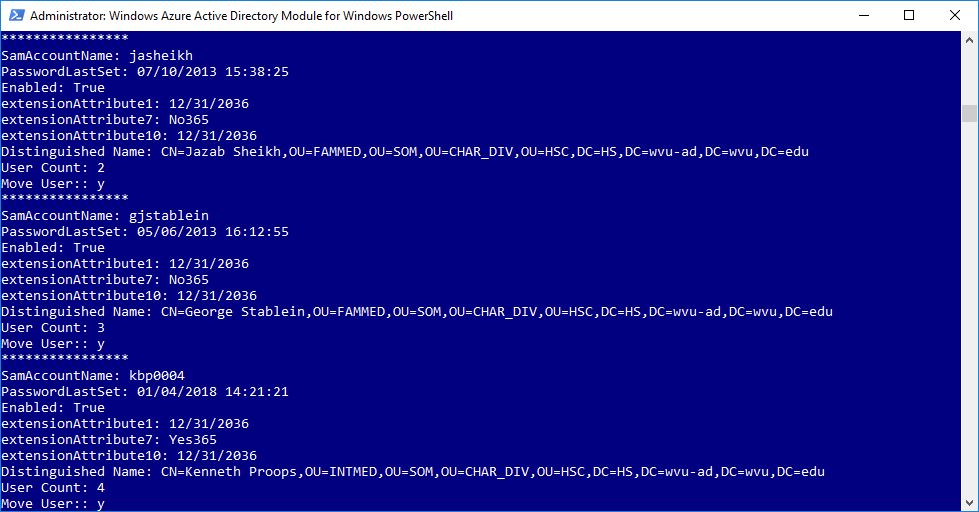 Administrator: Windows Azure Active Directory Module for Windows PowerShell
****************
SamAccountName: jasheikh
PasswordLastSet: 07/10/2013 15:38:25
Enabled: True
extensionAttribute1: 12/31/2036
extensionAttribute7: No365
extensionAttribute10: 12/31/2036
Distinguished Name: CN=Jazab Sheikh,OU=FAMMED,OU=SOM,OU=CHAR_DIV,OU=HSC,DC=HS,DC=wvu-ad,DC=wvu,DC=edu
User Count: 2
Move User:: y
****************
SamAccountName: gjstablein
PasswordLastSet: 05/06/2013 16:12:55
Enabled: True
extensionAttribute1: 12/31/2036
extensionAttribute7: No365
extensionAttribute10: 12/31/2036
Distinguished Name: CN=George Stablein,OU=FAMMED,OU=SOM,OU=CHAR_DIV,OU=HSC,DC=HS,DC=wvu-ad,DC=wvu,DC=edu
User Count: 3
Move User:: y
****************
SamAccountName: kbp0004
PasswordLastSet: 01/04/2018 14:21:21
Enabled: True
extensionAttribute1: 12/31/2036
extensionAttribute7: Yes365
extensionAttribute10: 12/31/2036
Distinguished Name: CN=Kenneth Proops,OU=INTMED,OU=SOM,OU=CHAR_DIV,OU=HSC,DC=HS,DC=wvu-ad,DC=wvu,DC=edu
User Count: 4
Move User:: y